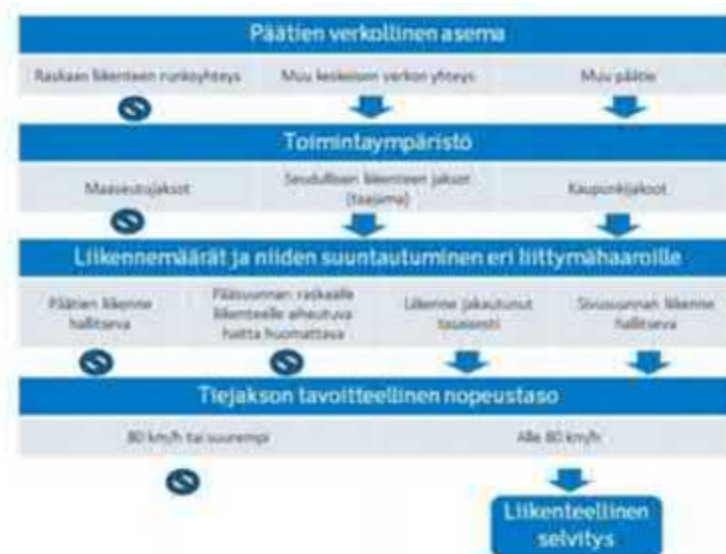 Päätien verkollinen asema
Raskaan liikenteen runkoyhteys
Muu keskeisen verkon yhteys
Muu päätie
Toimintaympäristö
Maaseutujaksot
Seudullisen liikenteen jaksot
(taajama)
Kaupunkijaksot
Liikennemäärät ja niiden suuntautuminen eri liittymähaaroille
Päätien liikenne
hallitseva
Pääsuunnan raskaalle
liikenteelle aiheutuva
haitta huomattava
Liikenne jakautunut
tasaisesti
Sivusuunnan liikenne
hallitseva
Tiejakson tavoitteellinen nopeustaso
80 km/h tai suurempi
Alle 80 km/h
Liikenteellinen
selvitys